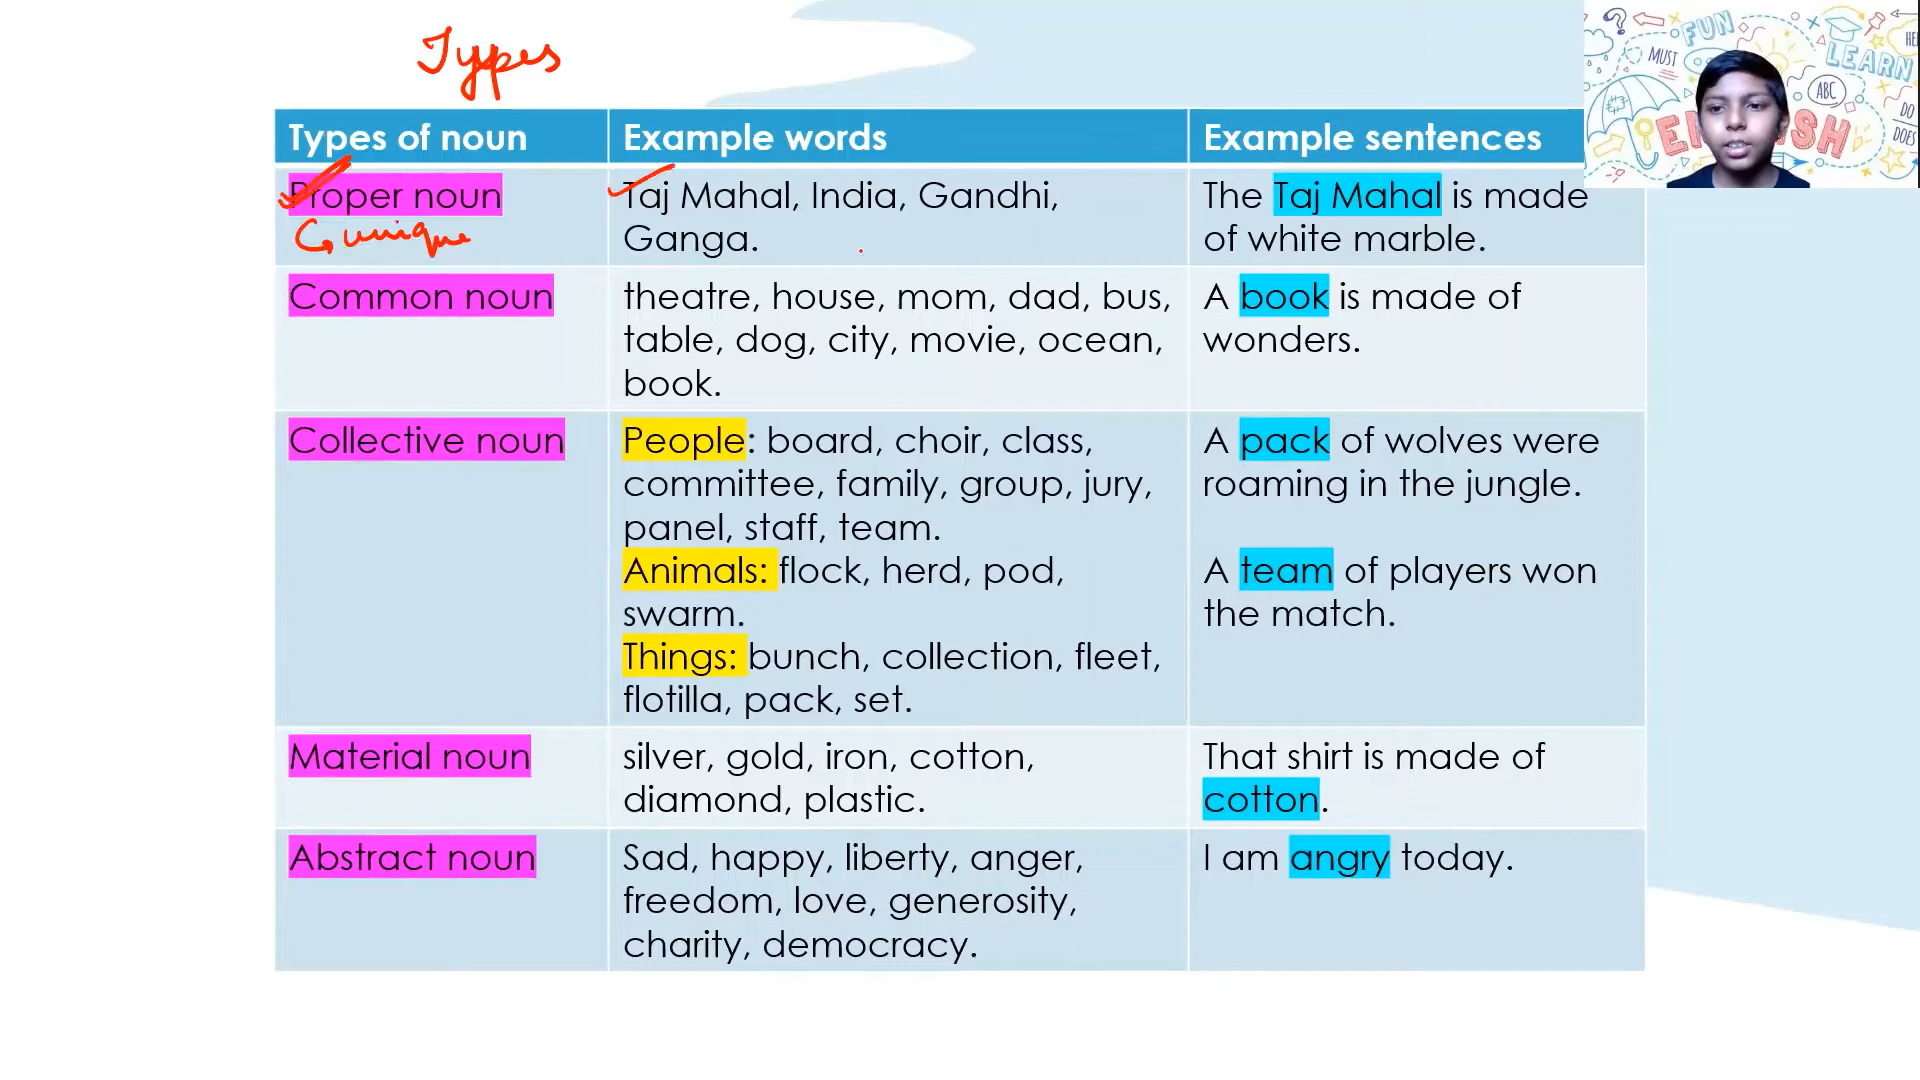 Types
Types of noun
Example words
Example sentences
Proper noun
unique
Taj Mahal, India, Gandhi,
Ganga.
The Taj Mahal is made
of white marble.
Common noun
theatre, house, mom, dad, bus,
table, dog, city, movie, ocean,
book.
A book is made of
wonders.
Collective noun
People: board, choir, class,
committee, family, group, jury,
panel, staff, team.
Animals: flock, herd, pod,
swarm.
Things: bunch, collection, fleet,
flotilla, pack, set.
A pack of wolves were
roaming in the jungle.
A team of players won
the match.
Material noun
silver, gold, iron, cotton,
diamond, plastic.
That shirt is made of
cotton.
Abstract noun
Sad, happy, liberty, anger,
freedom, love, generosity,
charity, democracy.
I am angry today.
FUN
MUST
LEARN
ABC
DO
DOES